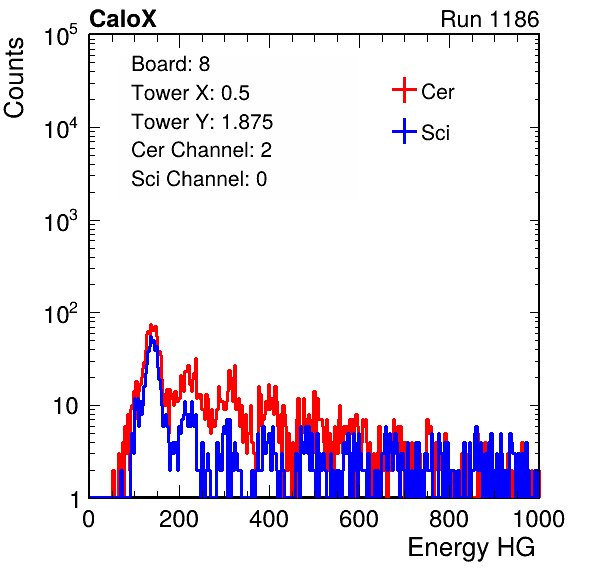 CaloX Run 1186
Counts
Board: 8
Tower X: 0.5
Tower Y: 1.875
Cer Channel: 2
Sci Channel: 0
Cer
Sci
10^5
10^4
10^3
10^2
10
1
0 200 400 600 800 1000
Energy HG